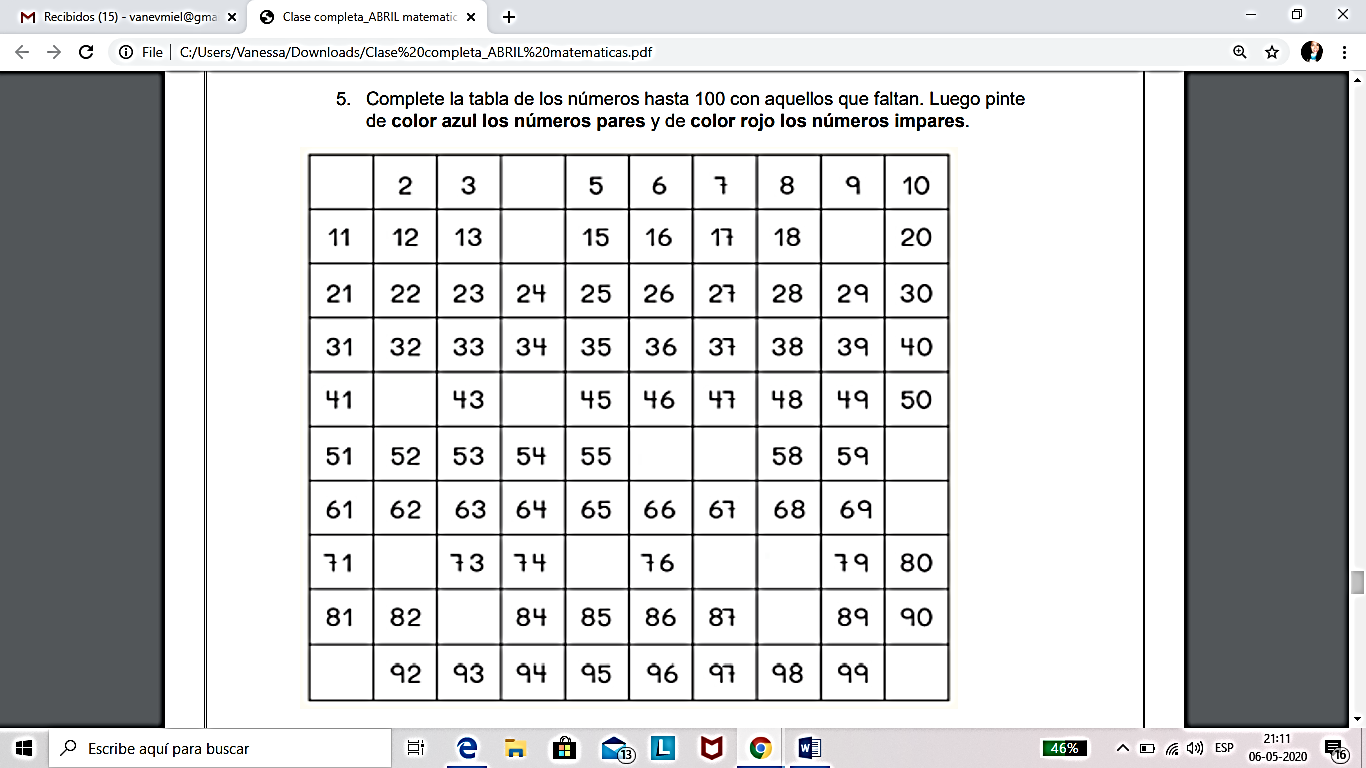 Recibidos (15) - vanevmiel@gma
Clase completa_ABRIL matematic
File | C:/Users/Vanessa/Downloads/Clase%20completa_ABRIL%20matematicas.pdf
5. Complete la tabla de los números hasta 100 con aquellos que faltan. Luego pinte
de color azul los números pares y de color rojo los números impares.
2 3 5 6 7 8 9 10
11 12 13 15 16 17 18 20
21 22 23 24 25 26 27 28 29 30
31 32 33 34 35 36 37 38 39 40
41 43 45 46 47 48 49 50
51 52 53 54 55 58 59
61 62 63 64 65 66 67 68 69
71 73 74 76 79 80
81 82 84 85 86 87 89 90
92 93 94 95 96 97 98 99
Escribe aquí para buscar
13
L
W
46%
ESP
21:11
06-05-2020
16